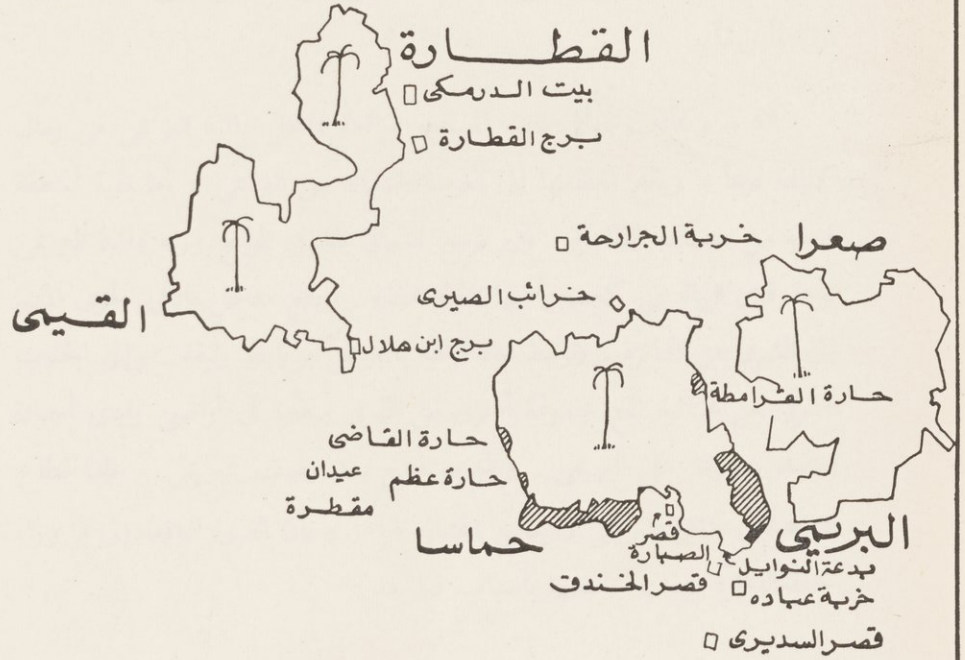 القطارة
بيت الدرمكى
برج القطارة
صعرا
خربة الجرارحة
خرائب الصيرى
القيمى
برج ابن هلال
حارة القرامطة
حارة القاضى
حارة عظم
عيدان
مقطرة
حماسا
البريمى
قصر
الصبارة
بدعة النوايل
قصر الخندق
خربة عباده
قصر السديرى